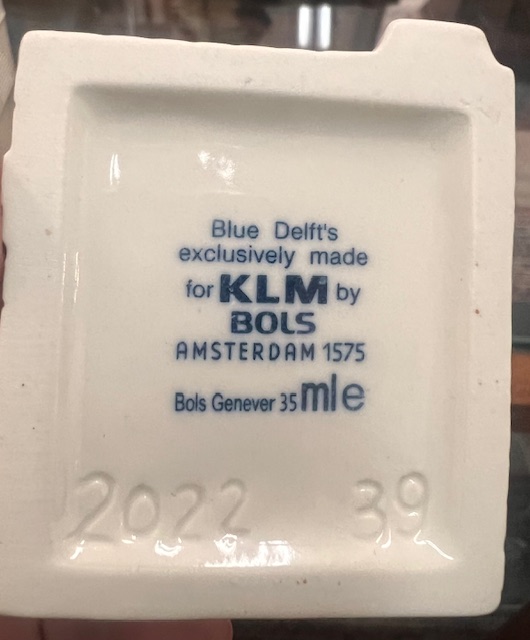 Blue Delft's
exclusively made
for KLM by
BOLS
AMSTERDAM 1575
Bols Genever 35 mle
2022 39